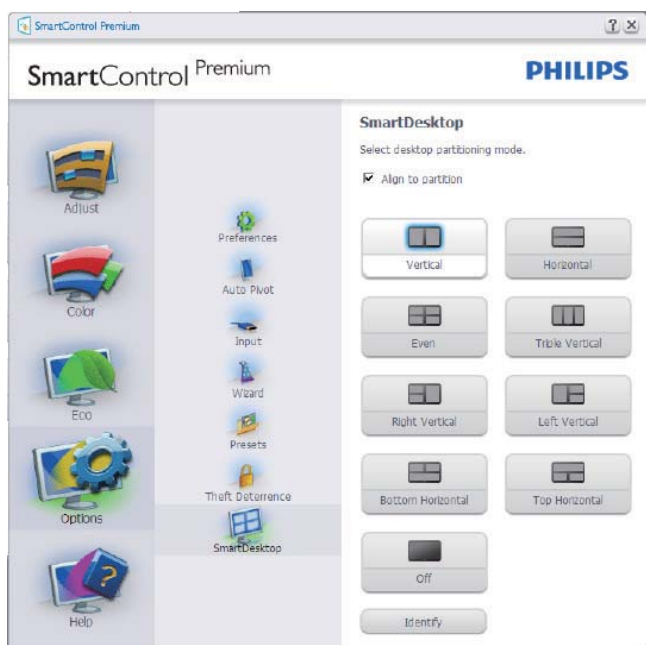 SmartControl Premium
? ×
SmartControl Premium
PHILIPS
Adjust
Color
Eco
Options
Help
Preferences
Auto Pivot
Input
Wizard
Presets
Theft Deterrence
SmartDesktop
SmartDesktop
Select desktop partitioning mode.
Align to partition
Vertical
Horizontal
Even
Triple Vertical
Right Vertical
Left Vertical
Bottom Horizontal
Top Horizontal
Off
Identify